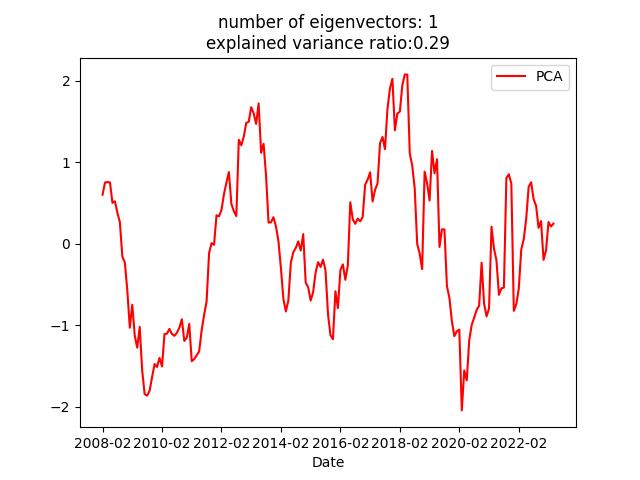 number of eigenvectors: 1
explained variance ratio:0.29
PCA
2
1
0
−1
−2
2008-02 2010-02 2012-02 2014-02 2016-02 2018-02 2020-02 2022-02
Date